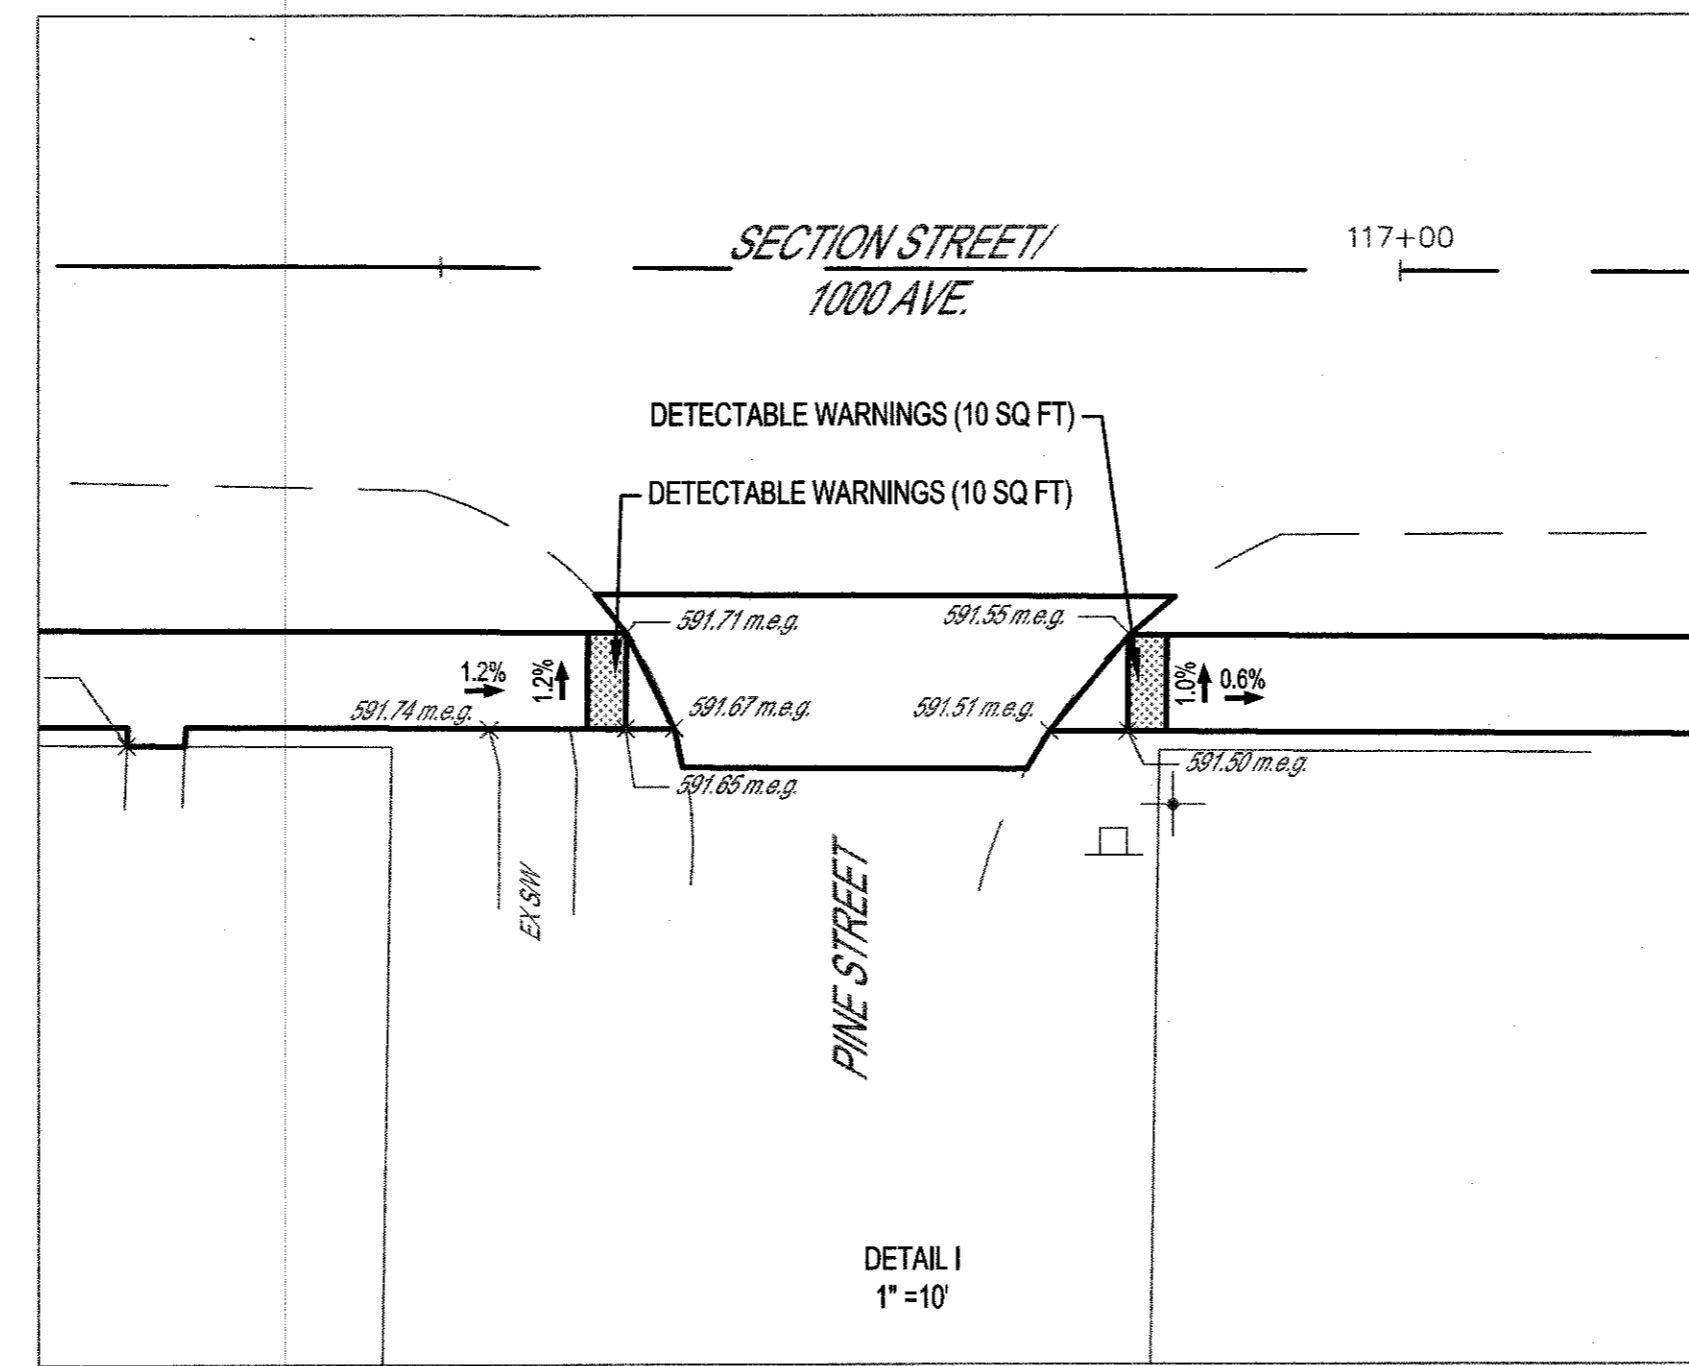 SECTION STREET/
1000 AVE.
117+00
DETECTABLE WARNINGS (10 SQ FT)
DETECTABLE WARNINGS (10 SQ FT)
591.71 m.e.g.
591.55 m.e.g.
1.2%
1.2%
1.0%
0.6%
591.74 m.e.g.
591.67 m.e.g.
591.51 m.e.g.
591.65 m.e.g.
591.50 m.e.g.
EX S/W
PINE STREET
DETAIL I
1" =10'